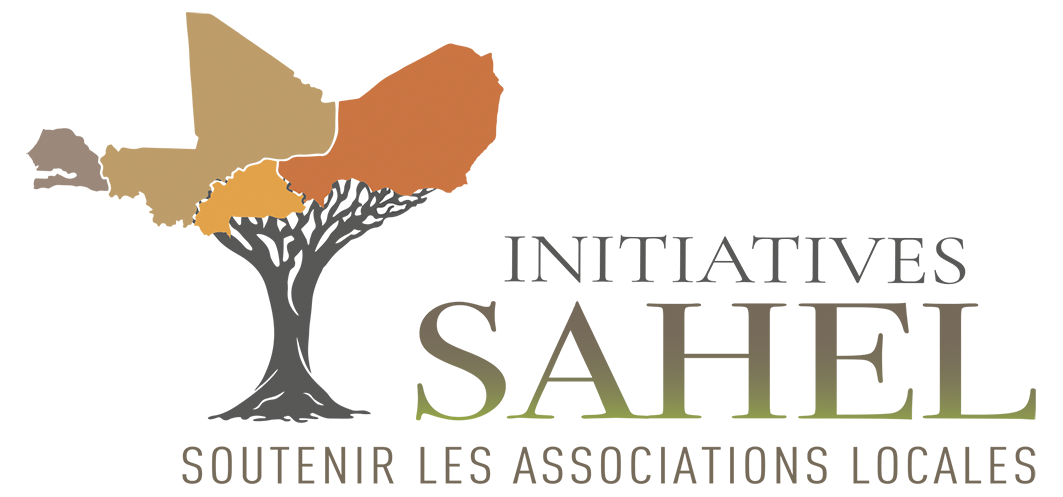 INITIATIVES
SAHEL
SOUTENIR LES ASSOCIATIONS LOCALES